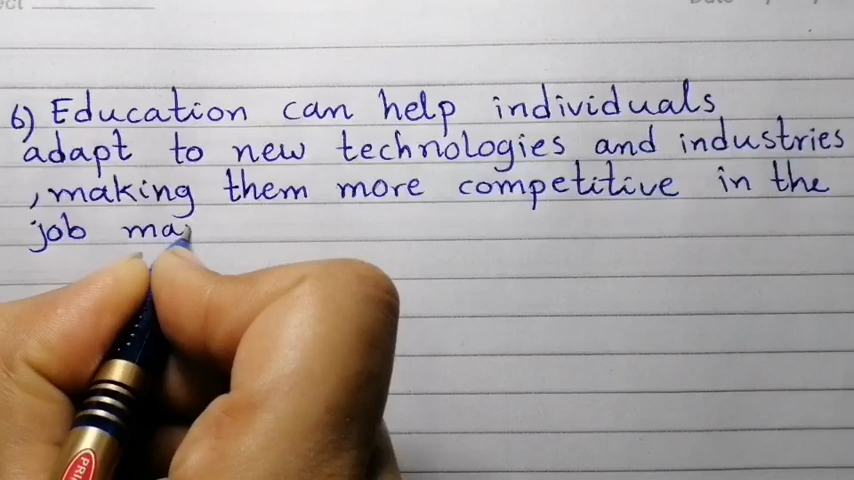 6) Education can help individuals
adapt to new technologies and industries
,making them more competitive in the
job ma
PRI